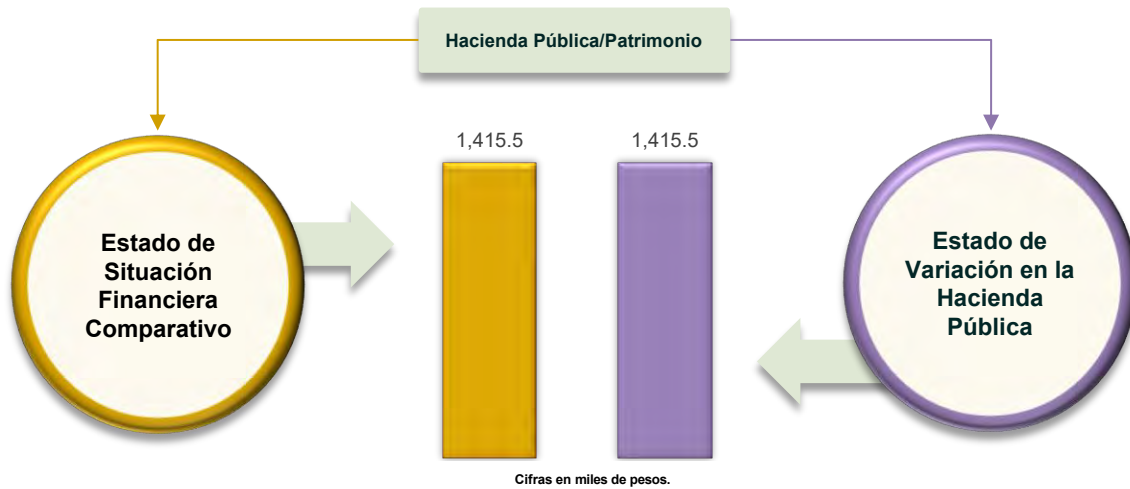 Hacienda Pública/Patrimonio
1,415.5
1,415.5
Estado de
Situación
Financiera
Comparativo
Estado de
Variación en la
Hacienda
Pública
Cifras en miles de pesos.